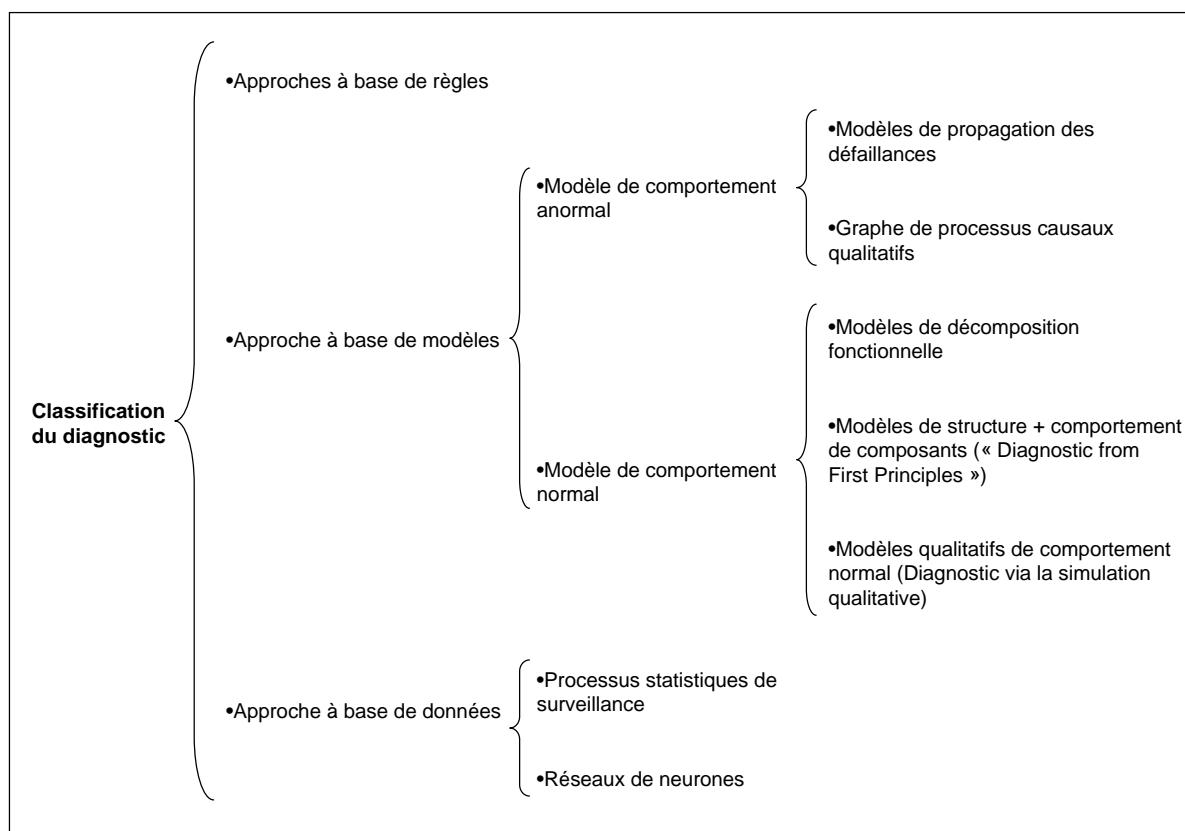 Classification
du diagnostic
•Approches à base de règles
•Approche à base de modèles
•Modèle de comportement
anormal
•Modèles de propagation des
défaillances
•Graphe de processus causaux
qualitatifs
•Modèle de comportement
normal
•Modèles de décomposition
fonctionnelle
•Modèles de structure + comportement
de composants (« Diagnostic from
First Principles »)
•Modèles qualitatifs de comportement
normal (Diagnostic via la simulation
qualitative)
•Approche à base de données
•Processus statistiques de
surveillance
•Réseaux de neurones